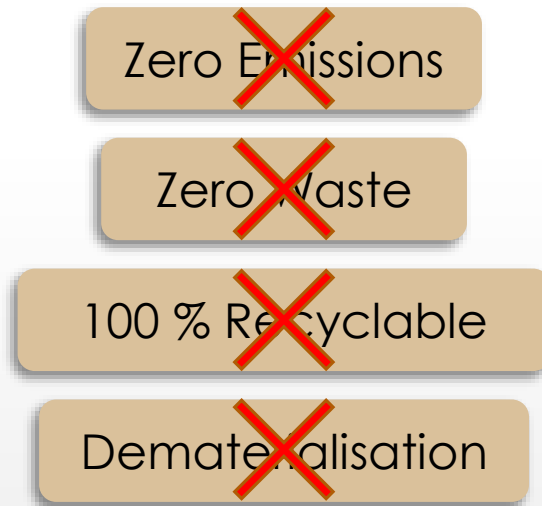 Zero Emissions
Zero Waste
100 % Recyclable
Dematerialisation